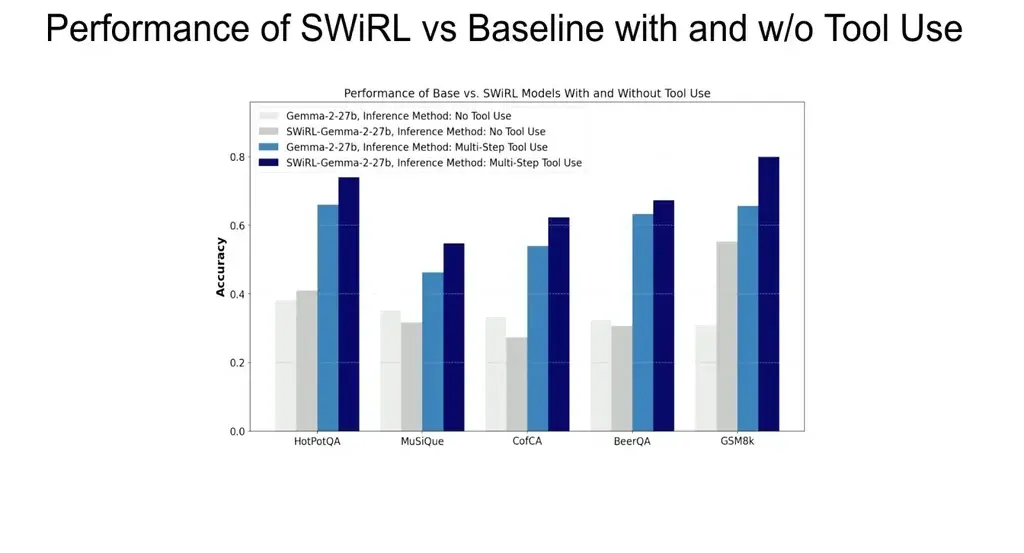 Performance of SWiRL vs Baseline with and w/o Tool Use
Performance of Base vs. SWiRL Models With and Without Tool Use
Gemma-2-27b, Inference Method: No Tool Use
SWiRL-Gemma-2-27b, Inference Method: No Tool Use
Gemma-2-27b, Inference Method: Multi-Step Tool Use
SWiRL-Gemma-2-27b, Inference Method: Multi-Step Tool Use
Accuracy
0.8
0.6
0.4
0.2
0.0
HotPotQA
MuSiQue
CofCA
BeerQA
GSM8k